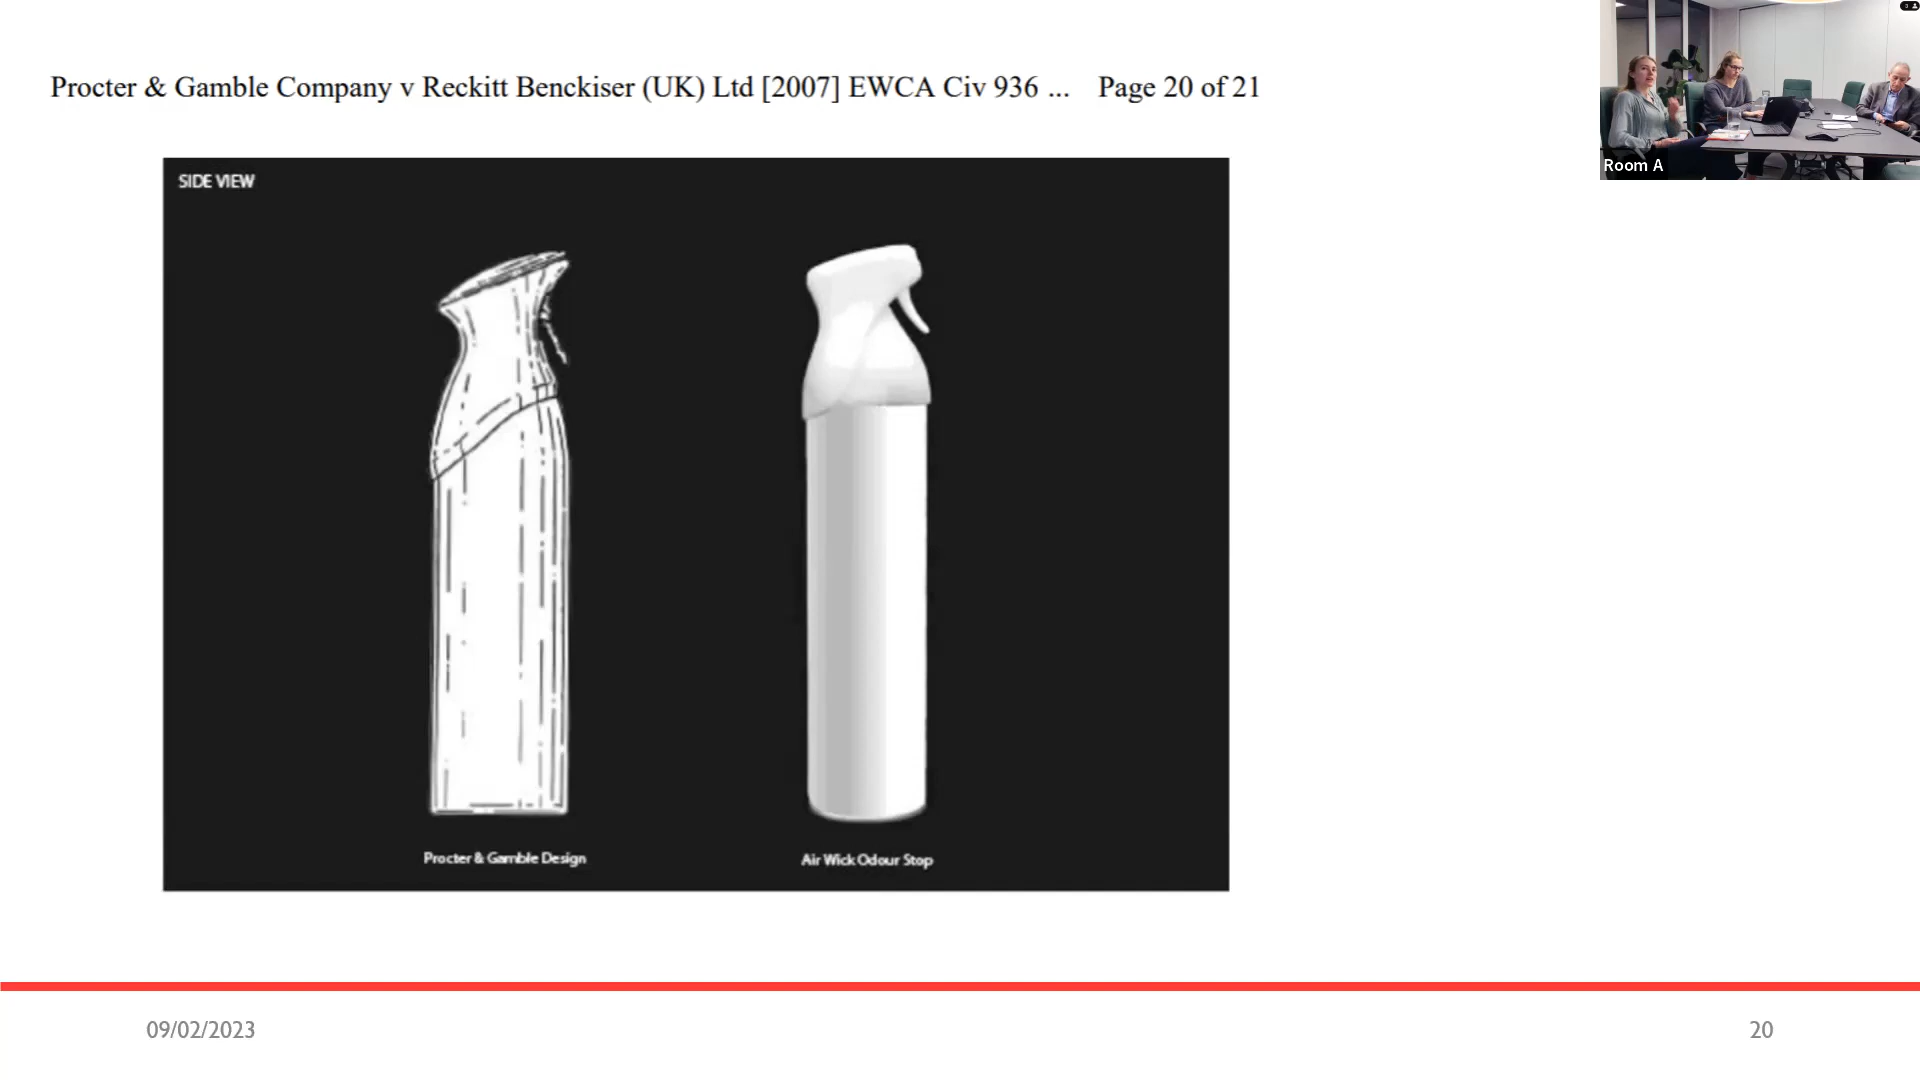 Procter & Gamble Company v Reckitt Benckiser (UK) Ltd [2007] EWCA Civ 936 ... Page 20 of 21
SIDE VIEW
Procter & Gamble Design
Air Wick Odour Stop
Room A
09/02/2023
20